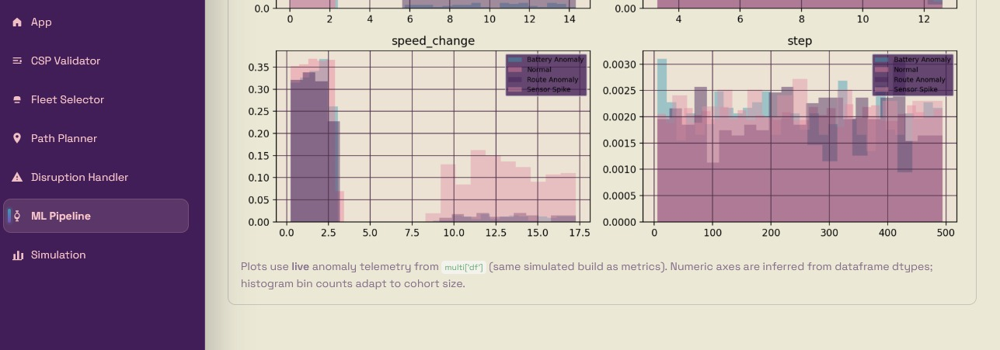 App
CSP Validator
Fleet Selector
Path Planner
Disruption Handler
ML Pipeline
Simulation
0.0
0 2 4 6 8 10 12 14
0.00
4 6 8 10 12
speed_change
0.35
0.30
0.25
0.20
0.15
0.10
0.05
0.00
0.0 2.5 5.0 7.5 10.0 12.5 15.0 17.5
Battery Anomaly
Normal
Route Anomaly
Sensor Spike
step
0.0030
0.0025
0.0020
0.0015
0.0010
0.0005
0.0000
0 100 200 300 400 500
Battery Anomaly
Normal
Route Anomaly
Sensor Spike
Plots use live anomaly telemetry from multi['df'] (same simulated build as metrics). Numeric axes are inferred from dataframe dtypes;
histogram bin counts adapt to cohort size.